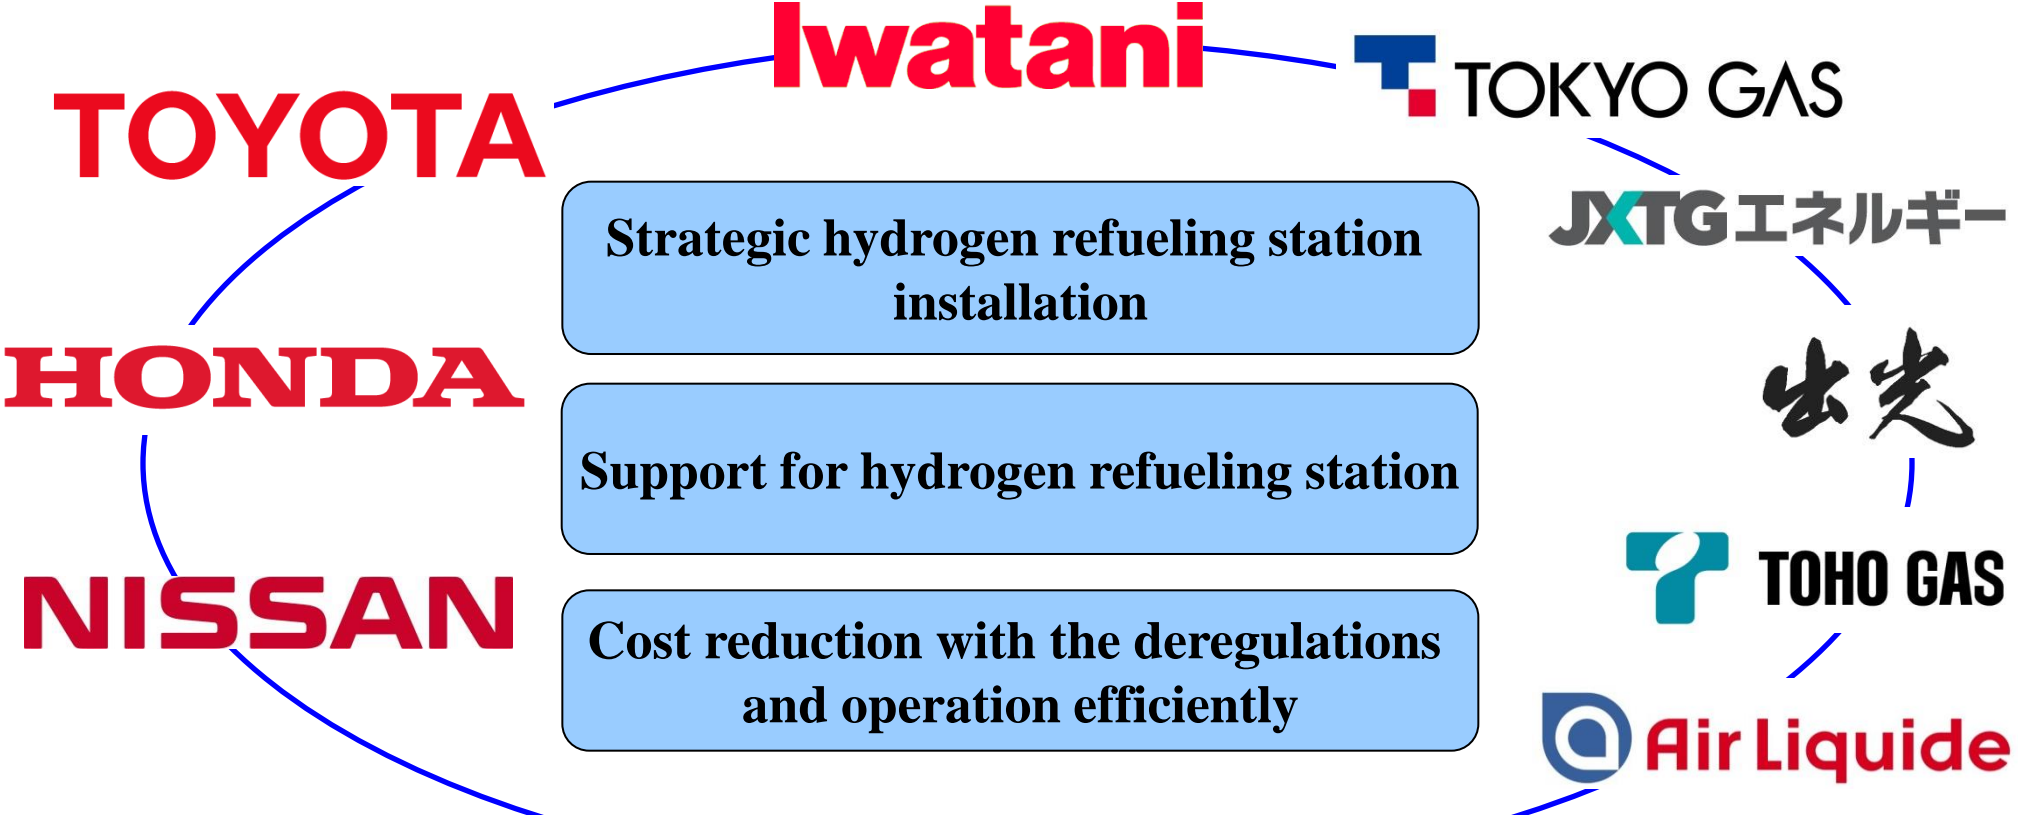 Iwatani
TOKYO GAS
TOYOTA
JXTGエネルギー
Strategic hydrogen refueling station
installation
HONDA
出光
Support for hydrogen refueling station
NISSAN
TOHO GAS
Cost reduction with the deregulations
and operation efficiently
Air Liquide